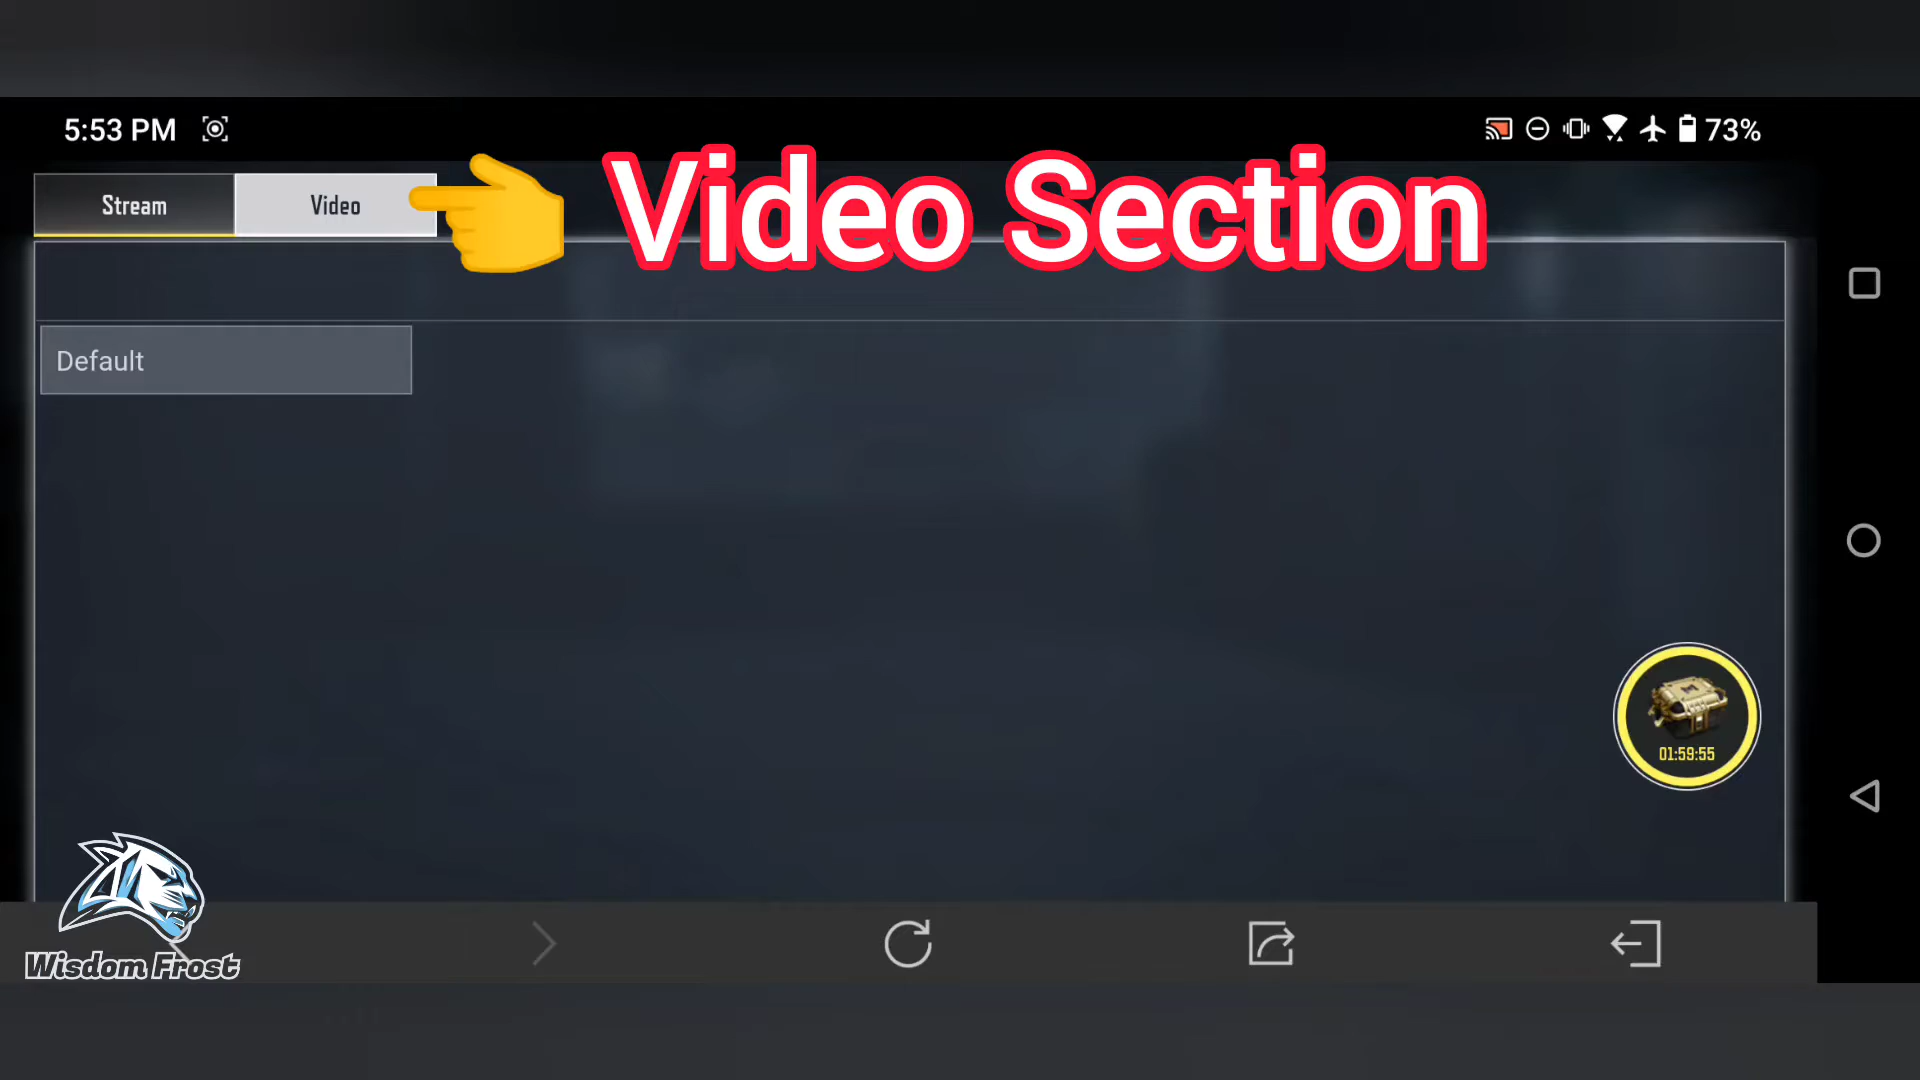 5:53 PM
73%
Stream
Video
Video Section
Default
01:59:55
Wisdom Frost